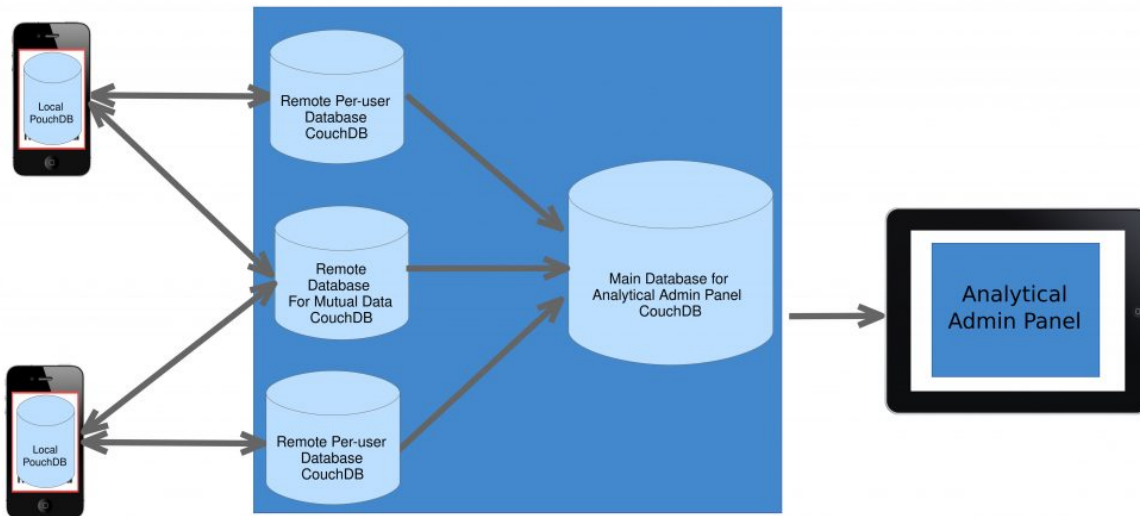 Local
PouchDB
Remote Per-user
Database
CouchDB
Remote
Database
For Mutual Data
CouchDB
Main Database for
Analytical Admin Panel
CouchDB
Analytical
Admin Panel
Local
PouchDB
Remote Per-user
Database
CouchDB